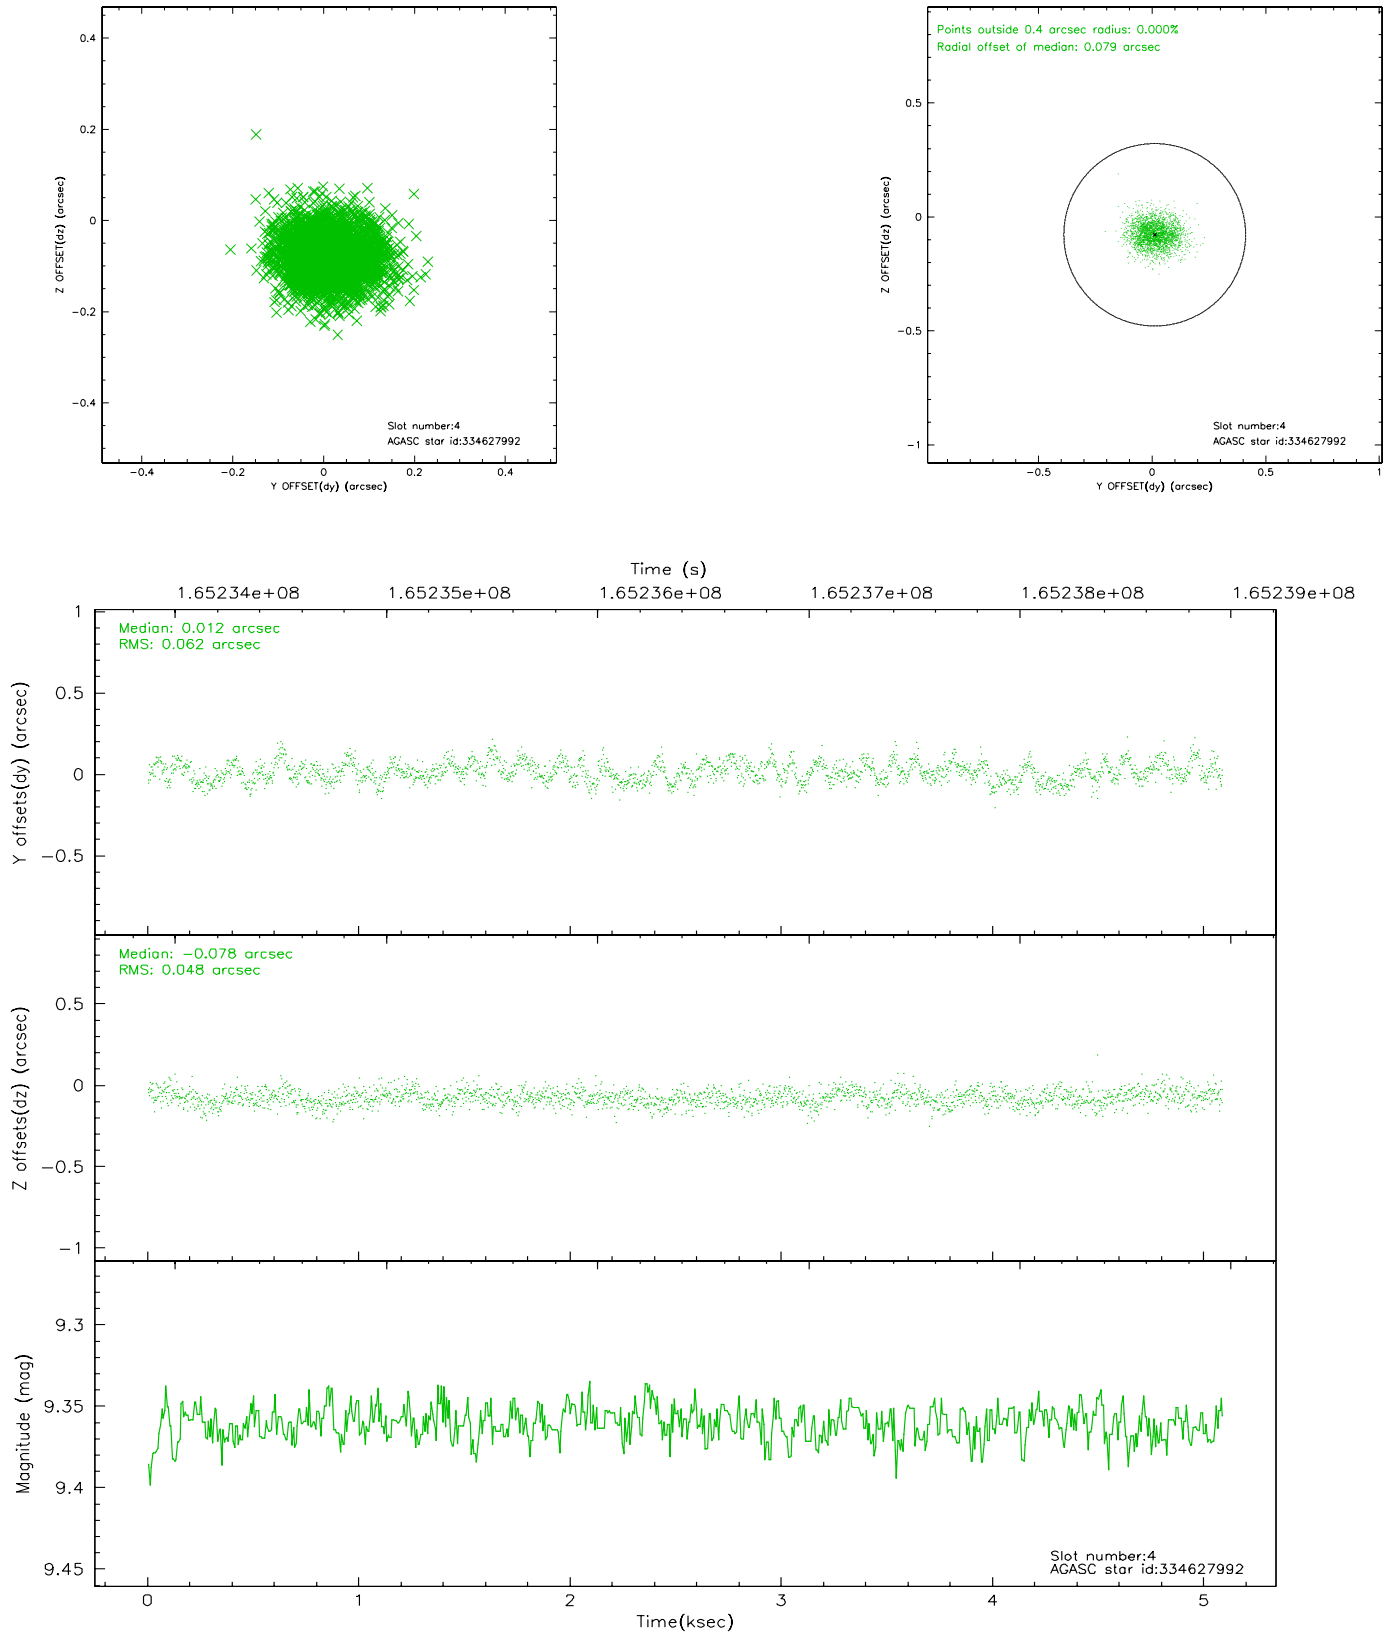 0.4
0.2
0
−0.2
−0.4
Z OFFSET(dz) (arcsec)
Slot number:4
AGASC star id:334627992
−0.4
−0.2
0
0.2
0.4
Y OFFSET(dy) (arcsec)
Points outside 0.4 arcsec radius: 0.000%
Radial offset of median: 0.079 arcsec
0.5
0
−0.5
−1
Z OFFSET(dz) (arcsec)
Slot number:4
AGASC star id:334627992
−0.5
0
0.5
1
Y OFFSET(dy) (arcsec)
Time (s)
1.65234e+08
1.65235e+08
1.65236e+08
1.65237e+08
1.65238e+08
1.65239e+08
Median: 0.012 arcsec
RMS: 0.062 arcsec
1
0.5
0
−0.5
Y offsets(dy) (arcsec)
Median: −0.078 arcsec
RMS: 0.048 arcsec
0.5
0
−0.5
−1
Z offsets(dz) (arcsec)
9.3
9.35
9.4
9.45
Magnitude (mag)
Slot number:4
AGASC star id:334627992
0
1
2
3
4
5
Time(ksec)